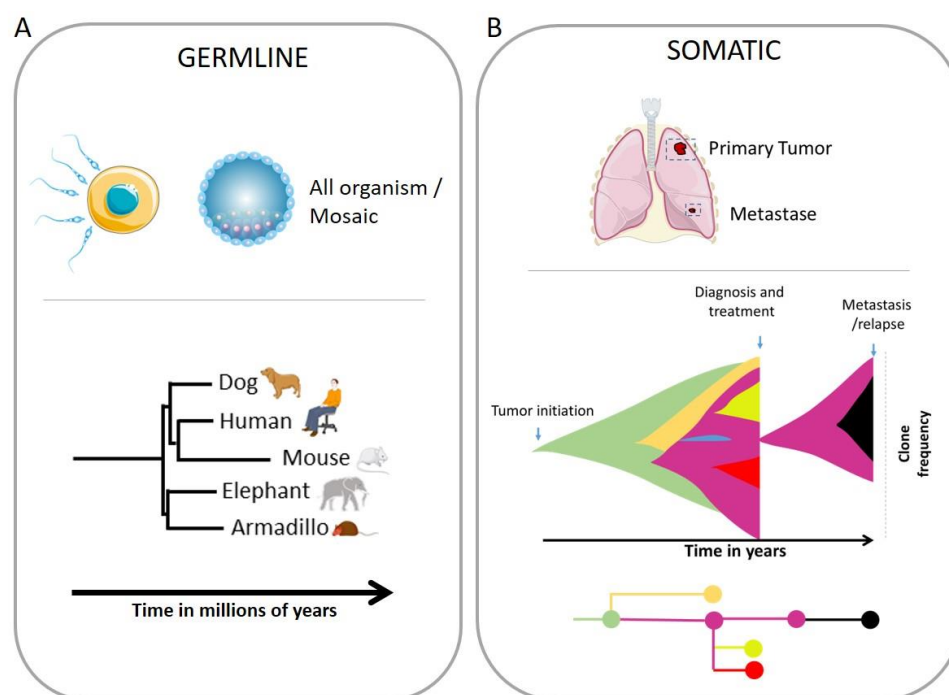 A
GERMLINE
All organism /
Mosaic
Dog
Human
Mouse
Elephant
Armadillo
Time in millions of years
B
SOMATIC
Primary Tumor
Metastase
Diagnosis and
treatment
Metastasis
/relapse
Tumor initiation
Clone
frequency
Time in years